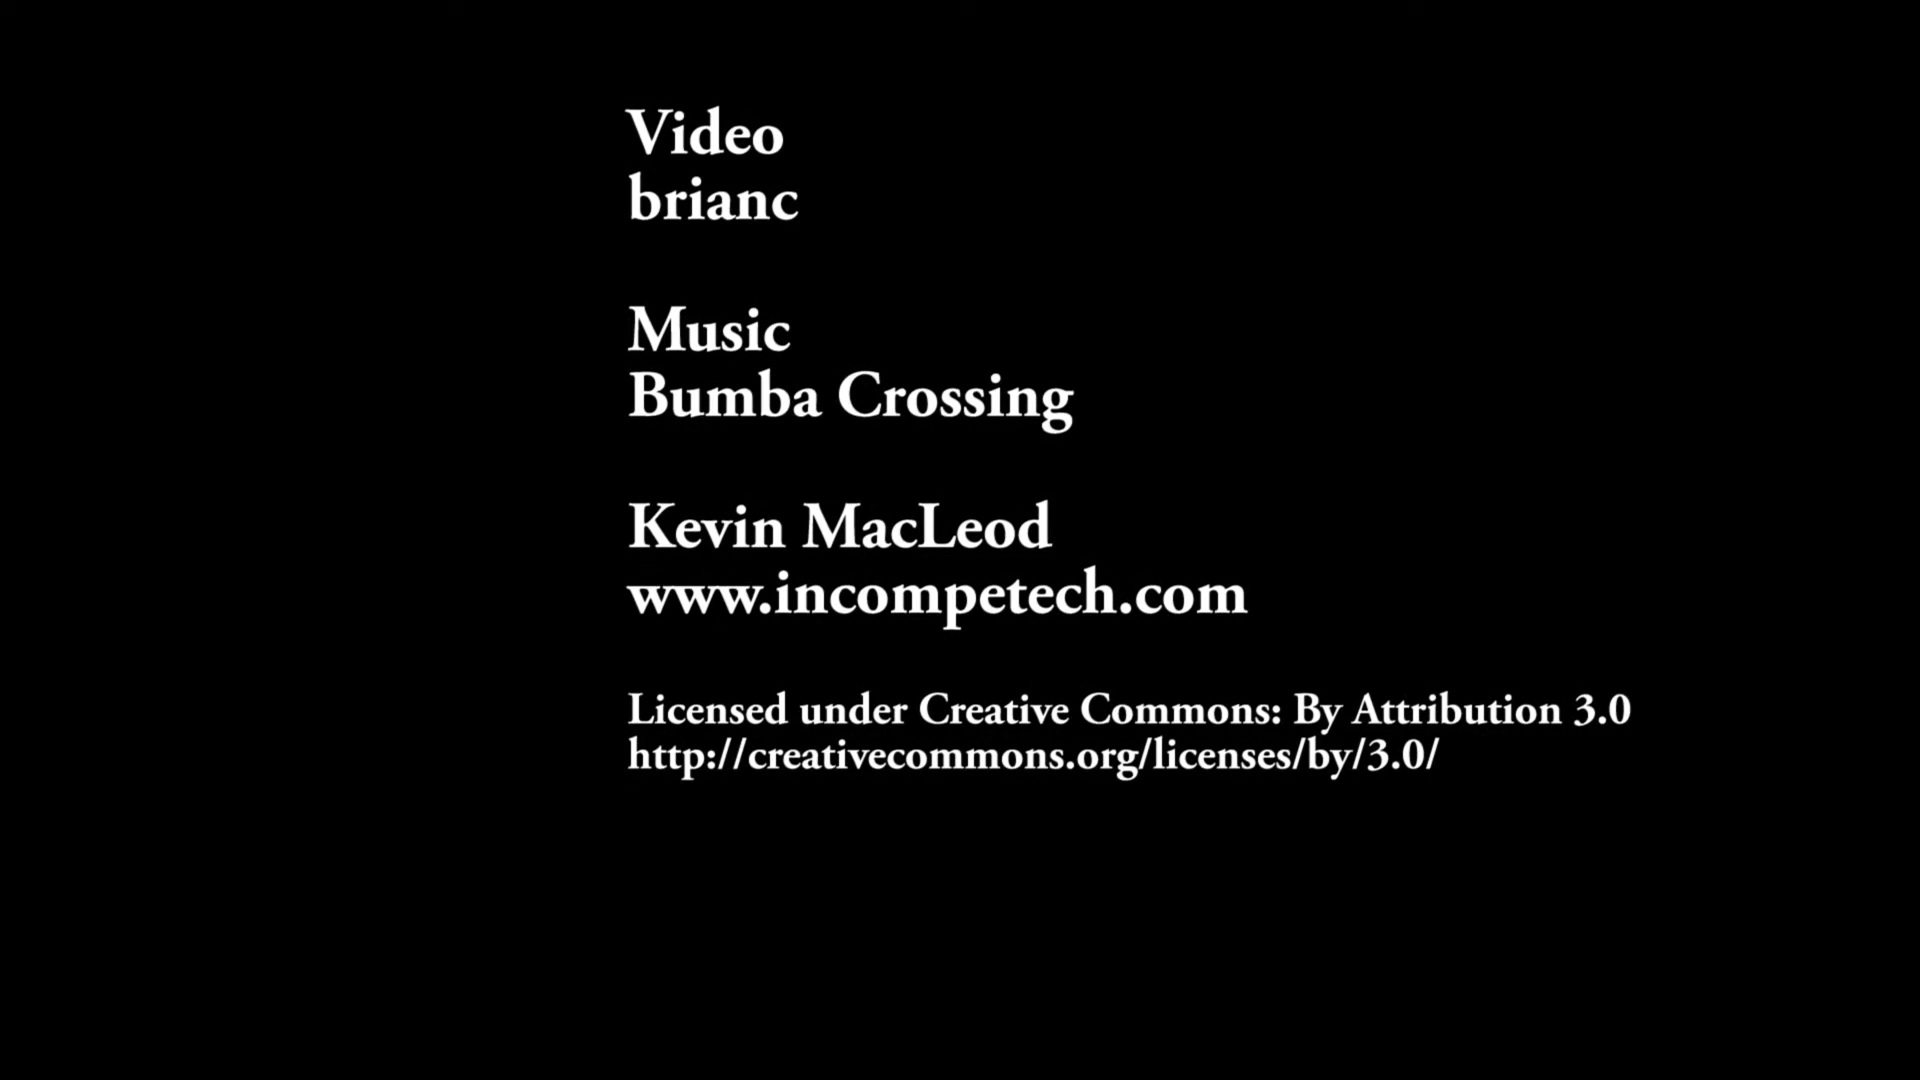 Video
brianc
Music
Bumba Crossing
Kevin MacLeod
www.incompetech.com
Licensed under Creative Commons: By Attribution 3.0
http://creativecommons.org/licenses/by/3.0/